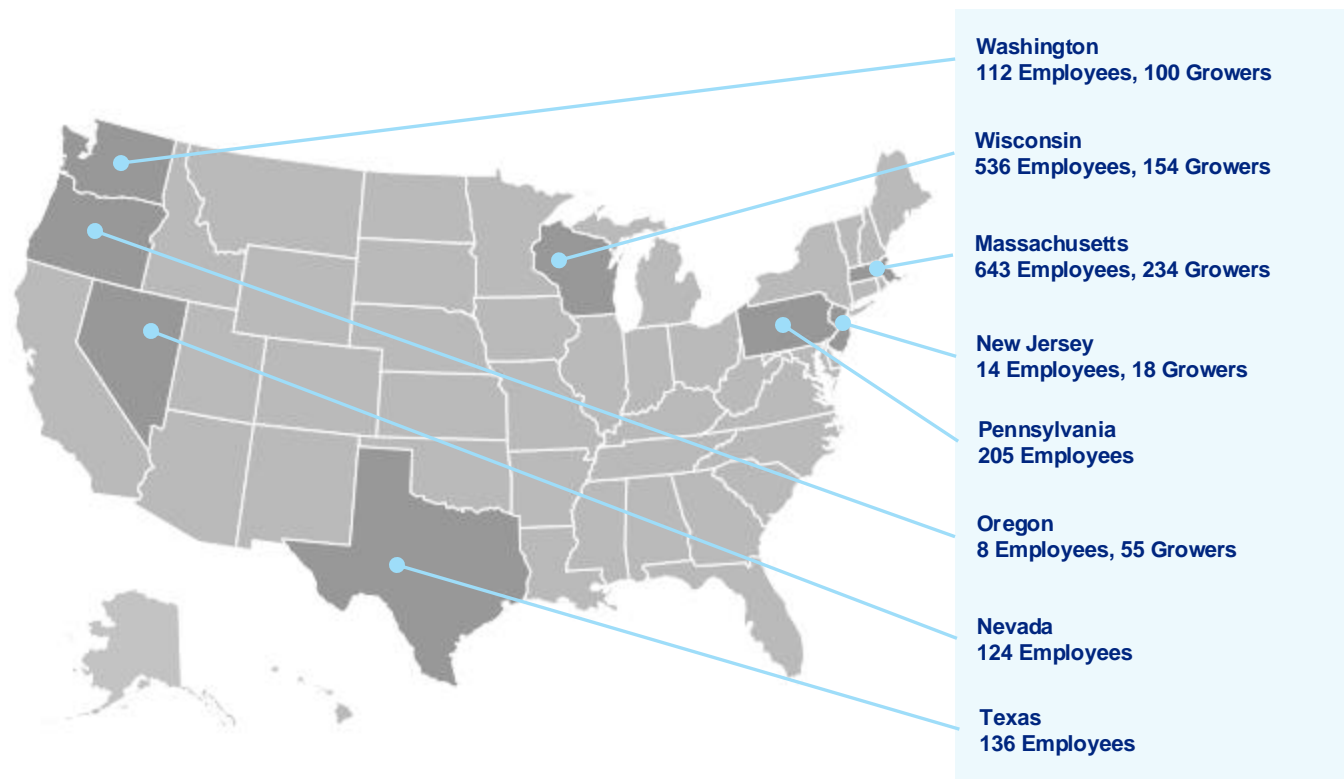 Washington
112 Employees, 100 Growers
Wisconsin
536 Employees, 154 Growers
Massachusetts
643 Employees, 234 Growers
New Jersey
14 Employees, 18 Growers
Pennsylvania
205 Employees
Oregon
8 Employees, 55 Growers
Nevada
124 Employees
Texas
136 Employees